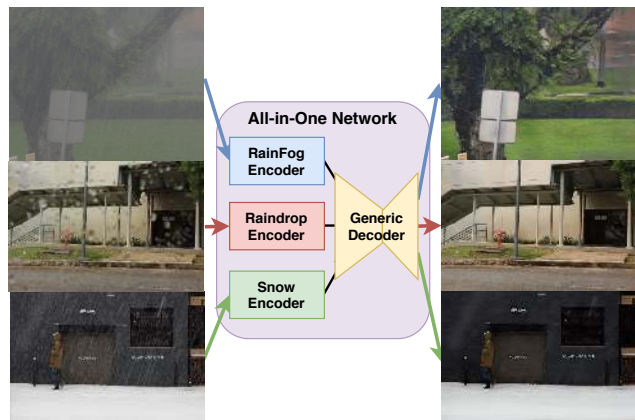 All-in-One Network
RainFog
Encoder
Raindrop
Encoder
Generic
Decoder
Snow
Encoder